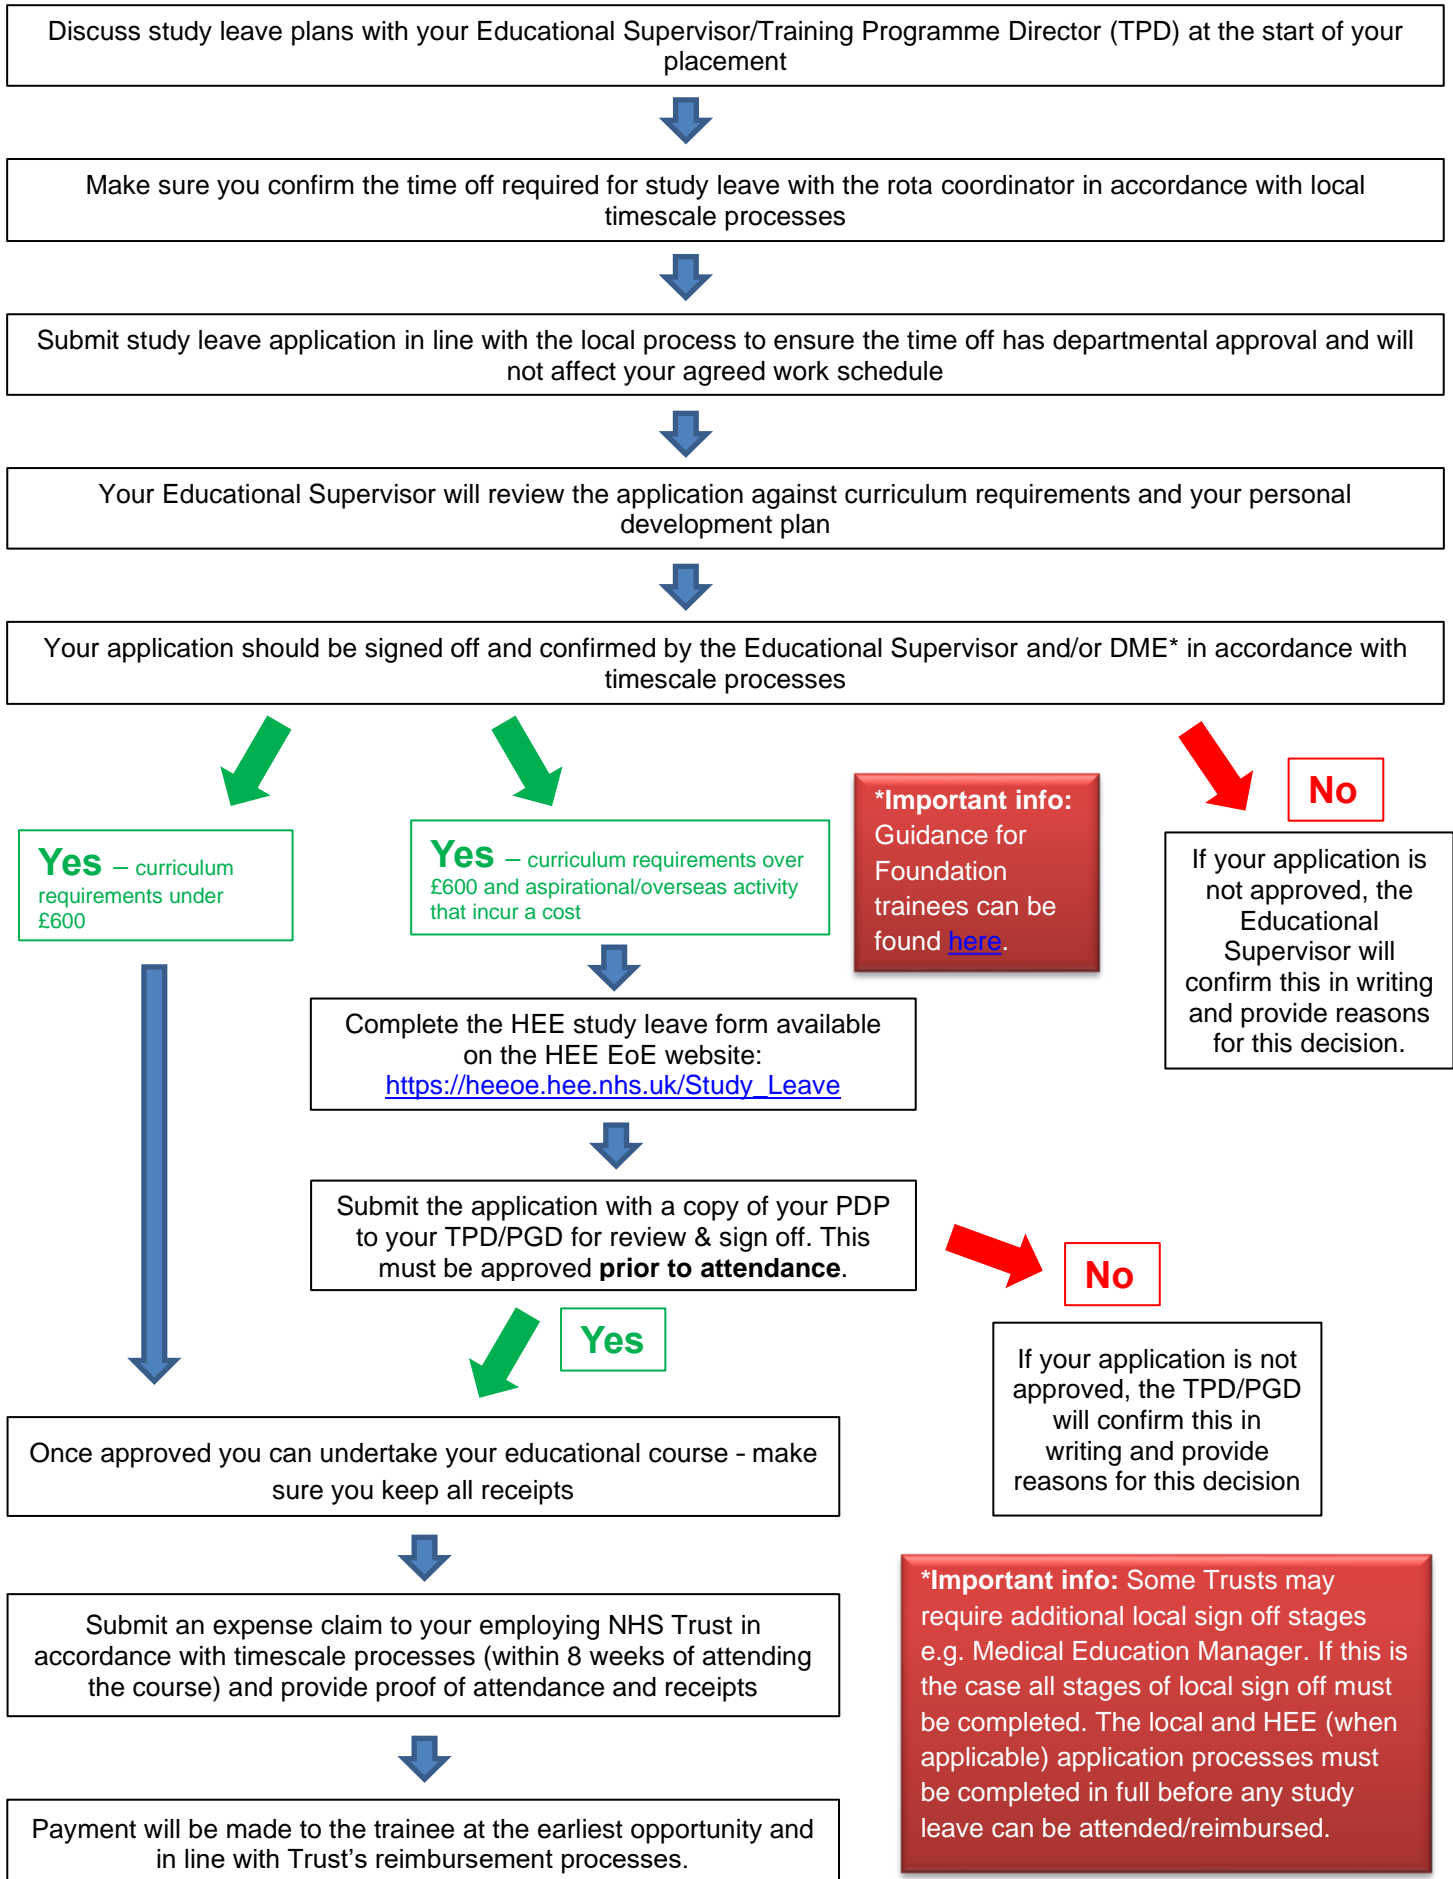 Discuss study leave plans with your Educational Supervisor/Training Programme Director (TPD) at the start of your
placement
Make sure you confirm the time off required for study leave with the rota coordinator in accordance with local
timescale processes
Submit study leave application in line with the local process to ensure the time off has departmental approval and will
not affect your agreed work schedule
Your Educational Supervisor will review the application against curriculum requirements and your personal
development plan
Your application should be signed off and confirmed by the Educational Supervisor and/or DME* in accordance with
timescale processes
Yes – curriculum
requirements under
£600
Yes – curriculum requirements over
£600 and aspirational/overseas activity
that incur a cost
*Important info:
Guidance for
Foundation
trainees can be
found here.
No
If your application is
not approved, the
Educational
Supervisor will
confirm this in writing
and provide reasons
for this decision.
Complete the HEE study leave form available
on the HEE EoE website:
https://heeoe.hee.nhs.uk/Study_Leave
Submit the application with a copy of your PDP
to your TPD/PGD for review & sign off. This
must be approved prior to attendance.
No
Yes
If your application is not
approved, the TPD/PGD
will confirm this in
writing and provide
reasons for this decision
Once approved you can undertake your educational course - make
sure you keep all receipts
Submit an expense claim to your employing NHS Trust in
accordance with timescale processes (within 8 weeks of attending
the course) and provide proof of attendance and receipts
*Important info: Some Trusts may
require additional local sign off stages
e.g. Medical Education Manager. If this is
the case all stages of local sign off must
be completed. The local and HEE (when
applicable) application processes must
be completed in full before any study
leave can be attended/reimbursed.
Payment will be made to the trainee at the earliest opportunity and
in line with Trust's reimbursement processes.